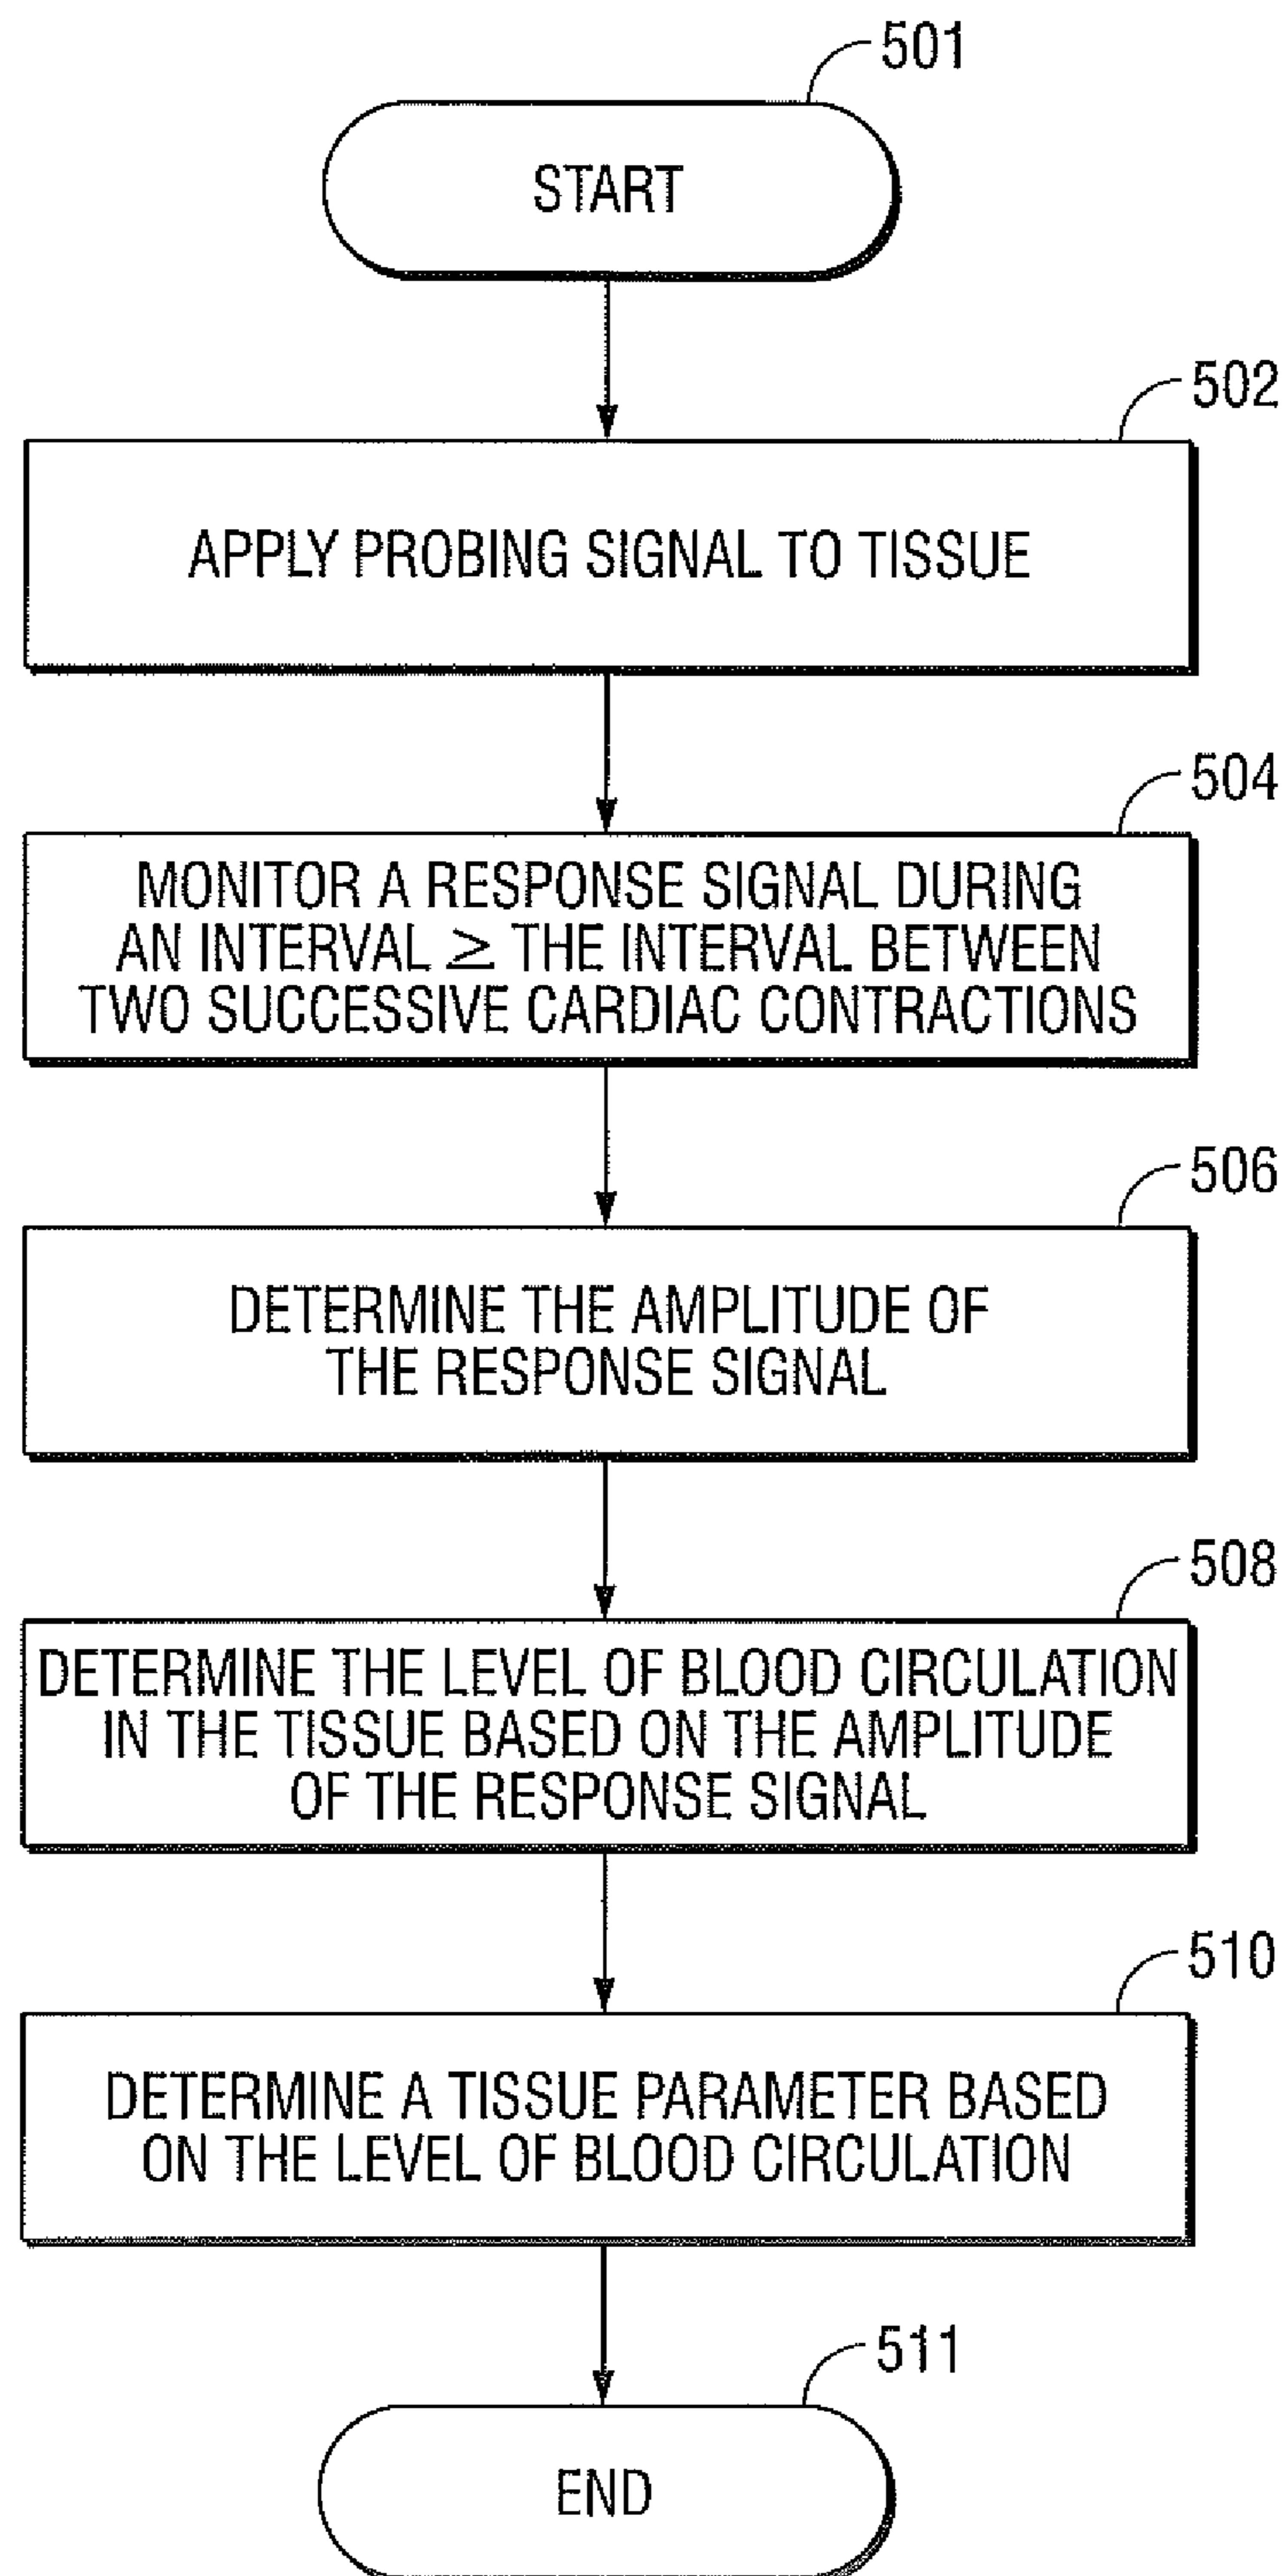 501
START
502
APPLY PROBING SIGNAL TO TISSUE
504
MONITOR A RESPONSE SIGNAL DURING
AN INTERVAL ≥ THE INTERVAL BETWEEN
TWO SUCCESSIVE CARDIAC CONTRACTIONS
506
DETERMINE THE AMPLITUDE OF
THE RESPONSE SIGNAL
508
DETERMINE THE LEVEL OF BLOOD CIRCULATION
IN THE TISSUE BASED ON THE AMPLITUDE
OF THE RESPONSE SIGNAL
510
DETERMINE A TISSUE PARAMETER BASED
ON THE LEVEL OF BLOOD CIRCULATION
511
END